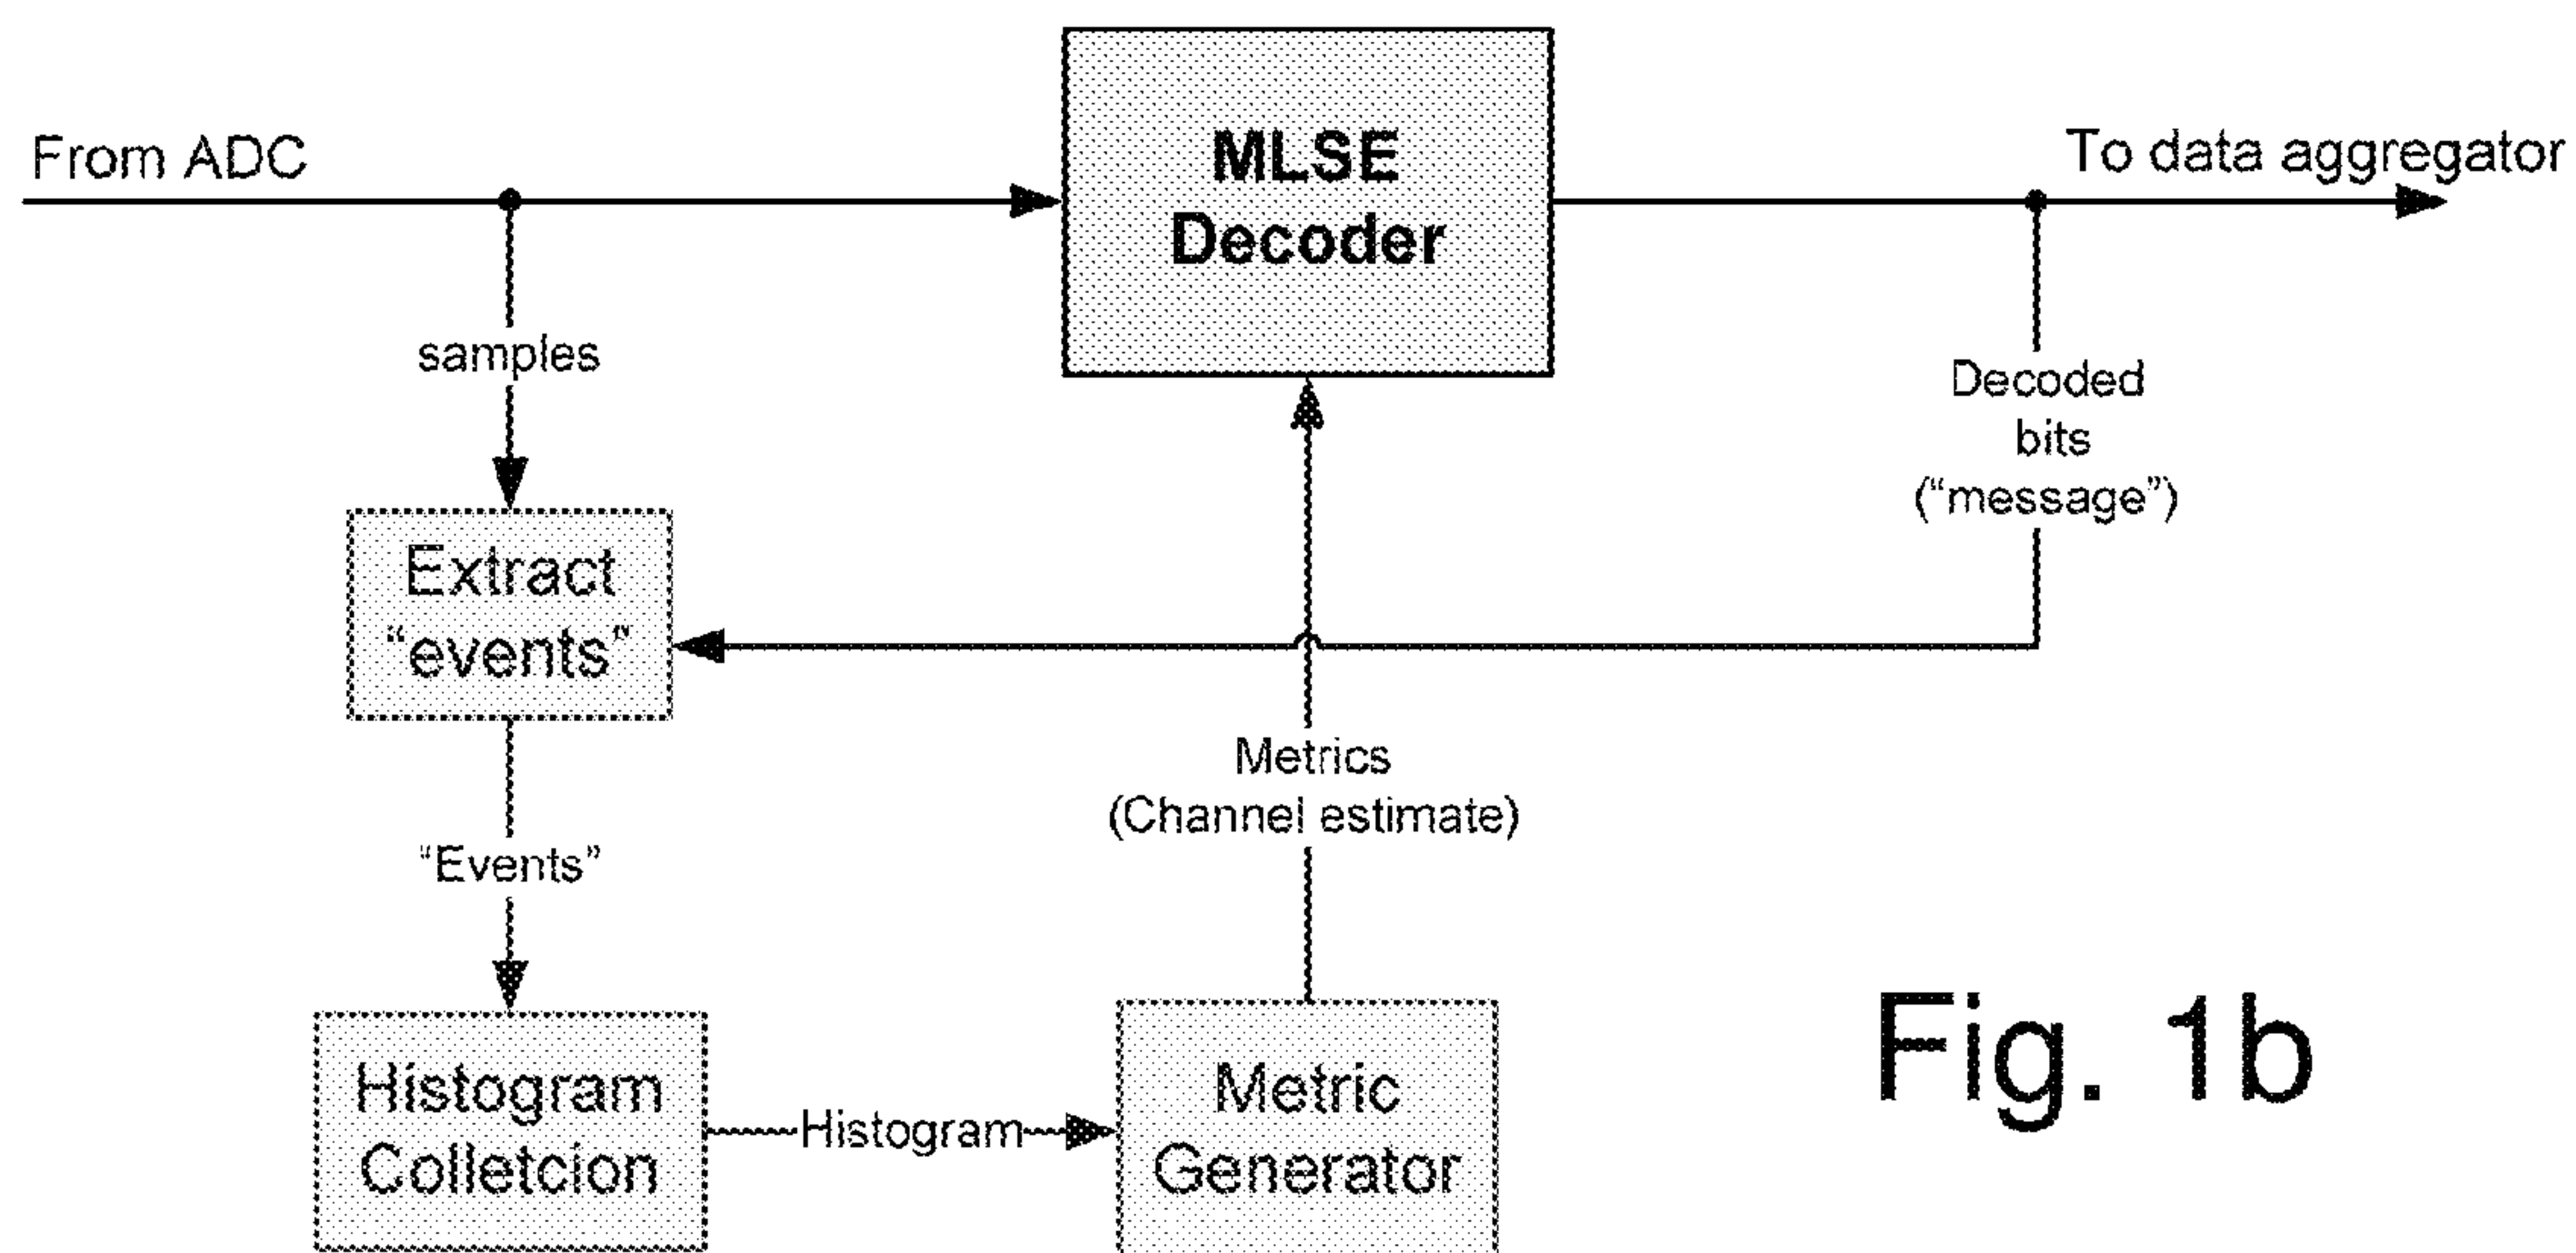 From ADC
MLSE
Decoder
To data aggregator
samples
Decoded
bits
(“message”)
Extract
“events”
Metrics
(Channel estimate)
“Events”
Histogram
Colletcion
Histogram
Metric
Generator
Fig. 1b